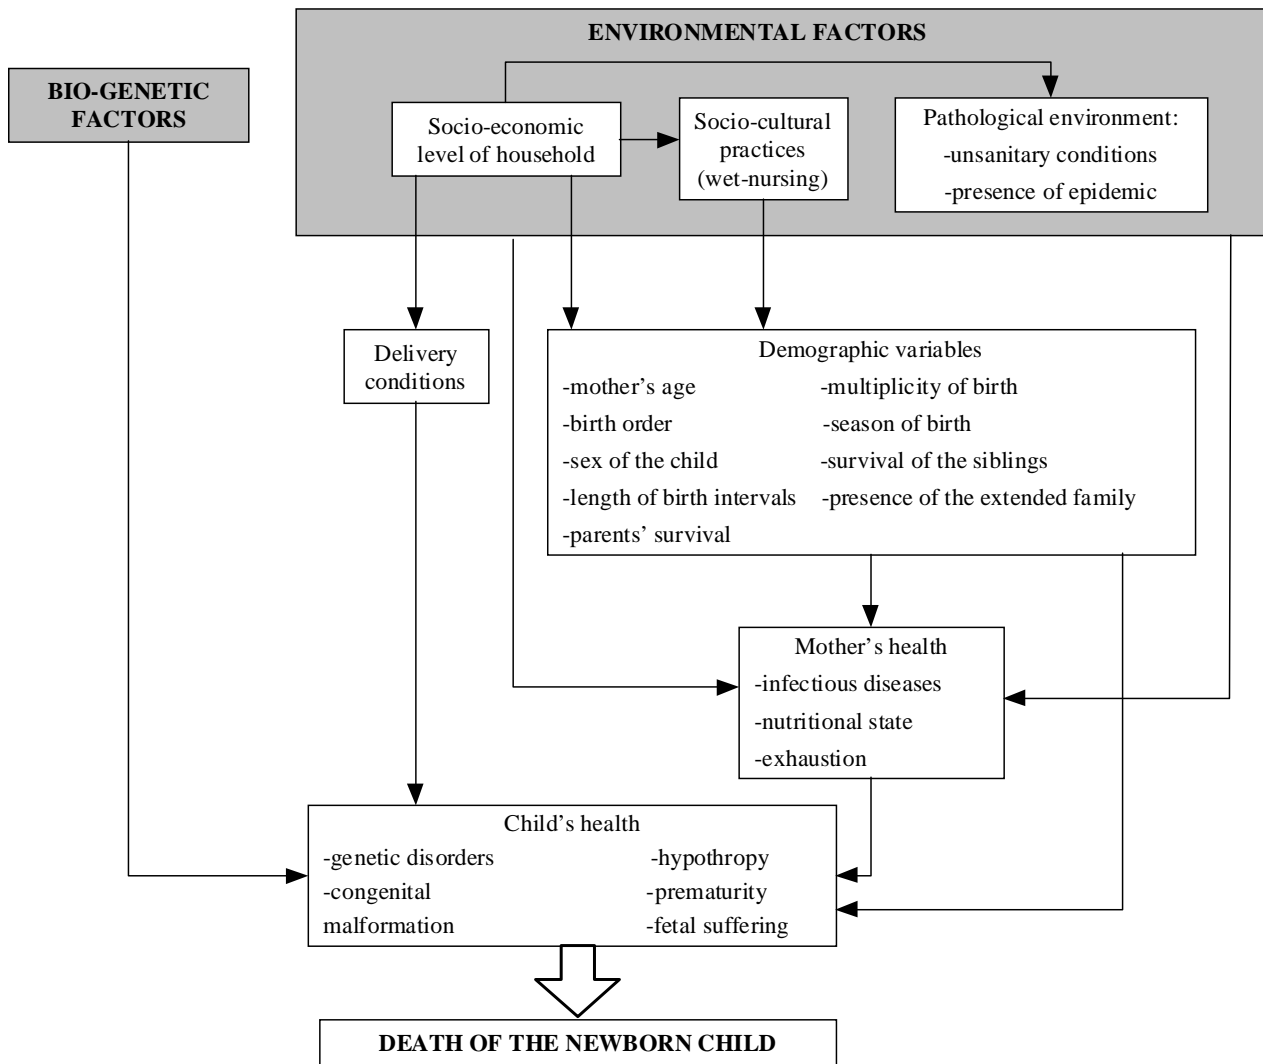 ENVIRONMENTAL FACTORS
BIO-GENETIC
FACTORS
Socio-economic
level of household
Socio-cultural
practices
(wet-nursing)
Pathological environment:
-unsanitary conditions
-presence of epidemic
Delivery
conditions
Demographic variables
-mother’s age
-birth order
-sex of the child
-length of birth intervals
-parents’ survival
-multiplicity of birth
-season of birth
-survival of the siblings
-presence of the extended family
Mother’s health
-infectious diseases
-nutritional state
-exhaustion
Child’s health
-genetic disorders
-congenital
malformation
-hypothropy
-prematurity
-fetal suffering
DEATH OF THE NEWBORN CHILD